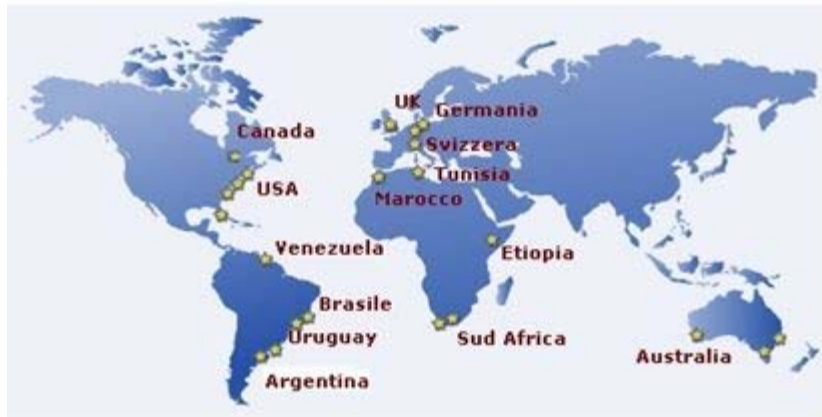 UK
Germania
Canada
Svizzera
Tunisia
USA
Marocco
Venezuela
Etiopia
Brasile
Uruguay
Sud Africa
Australia
Argentina